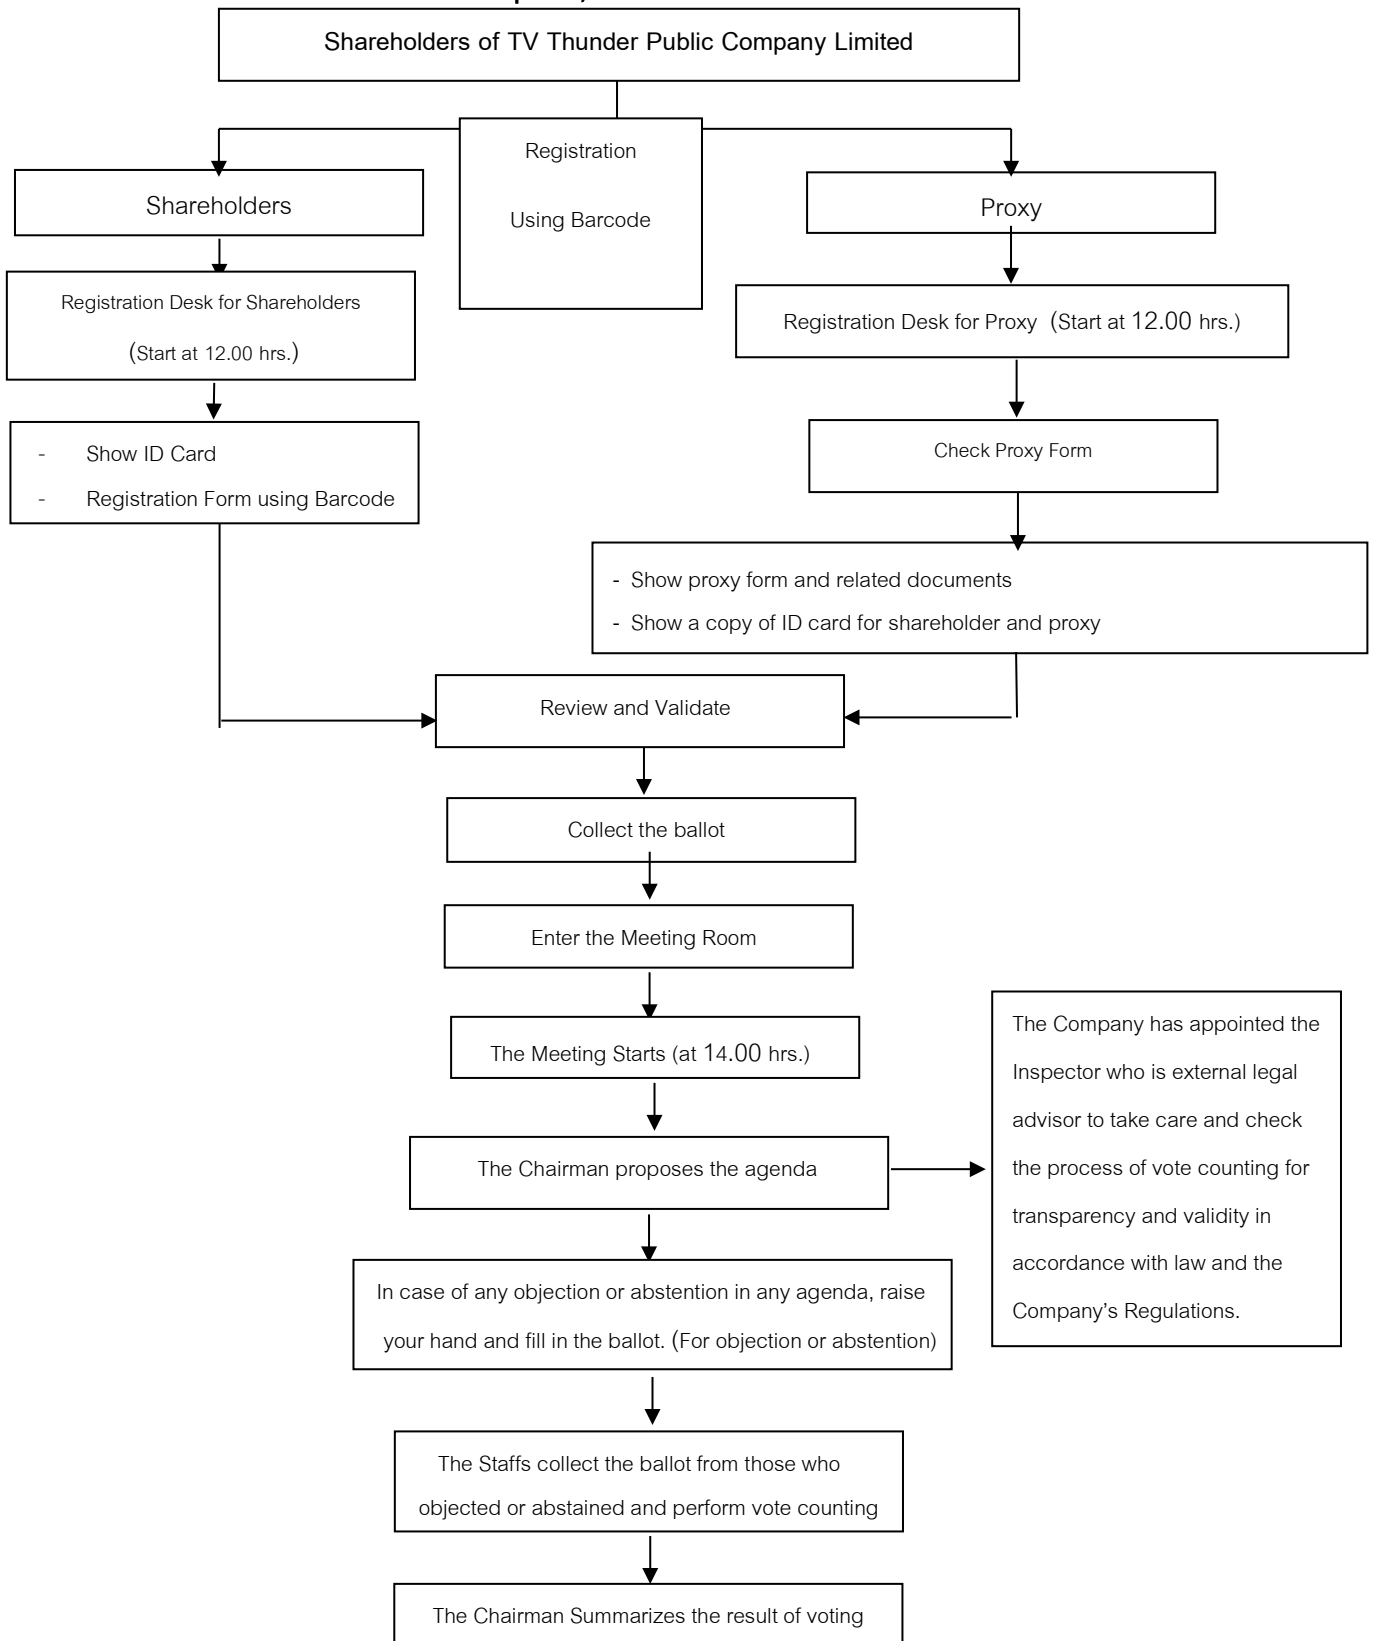 Shareholders of TV Thunder Public Company Limited
Registration
Using Barcode
Shareholders
Proxy
Registration Desk for Shareholders
(Start at 12.00 hrs.)
Registration Desk for Proxy (Start at 12.00 hrs.)
- Show ID Card
- Registration Form using Barcode
Check Proxy Form
- Show proxy form and related documents
- Show a copy of ID card for shareholder and proxy
Review and Validate
Collect the ballot
Enter the Meeting Room
The Meeting Starts (at 14.00 hrs.)
The Chairman proposes the agenda
The Company has appointed the
Inspector who is external legal
advisor to take care and check
the process of vote counting for
transparency and validity in
accordance with law and the
Company’s Regulations.
In case of any objection or abstention in any agenda, raise
your hand and fill in the ballot. (For objection or abstention)
The Staffs collect the ballot from those who
objected or abstained and perform vote counting
The Chairman Summarizes the result of voting